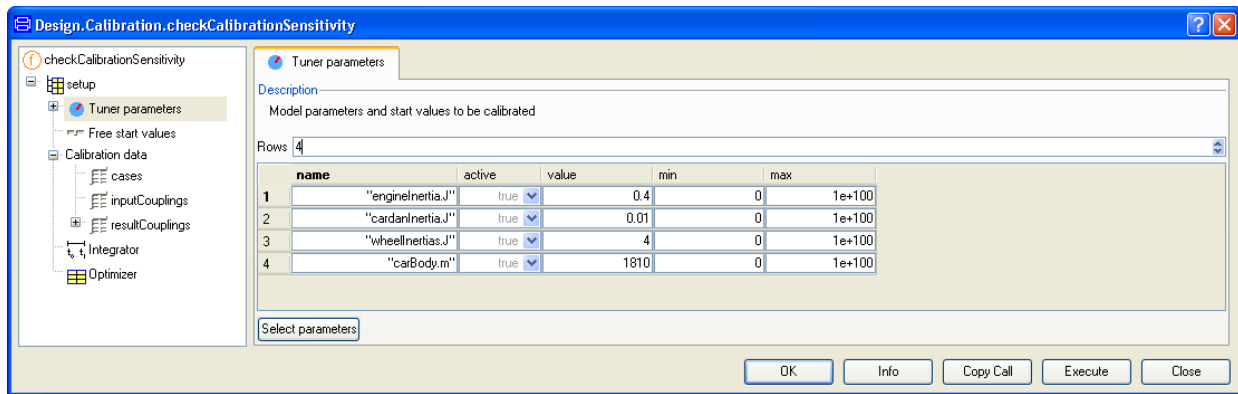 Design.Calibration.checkCalibrationSensitivity
checkCalibrationSensitivity
setup
Tuner parameters
Free start values
Calibration data
cases
inputCouplings
resultCouplings
Integrator
Optimizer
Tuner parameters
Description
Model parameters and start values to be calibrated
Rows 4
name active value min max
1 "engineInertia.J" true 0.4 0 1e+100
2 "cardanInertia.J" true 0.01 0 1e+100
3 "wheelInertias.J" true 4 0 1e+100
4 "carBody.m" true 1810 0 1e+100
Select parameters
OK Info Copy Call Execute Close